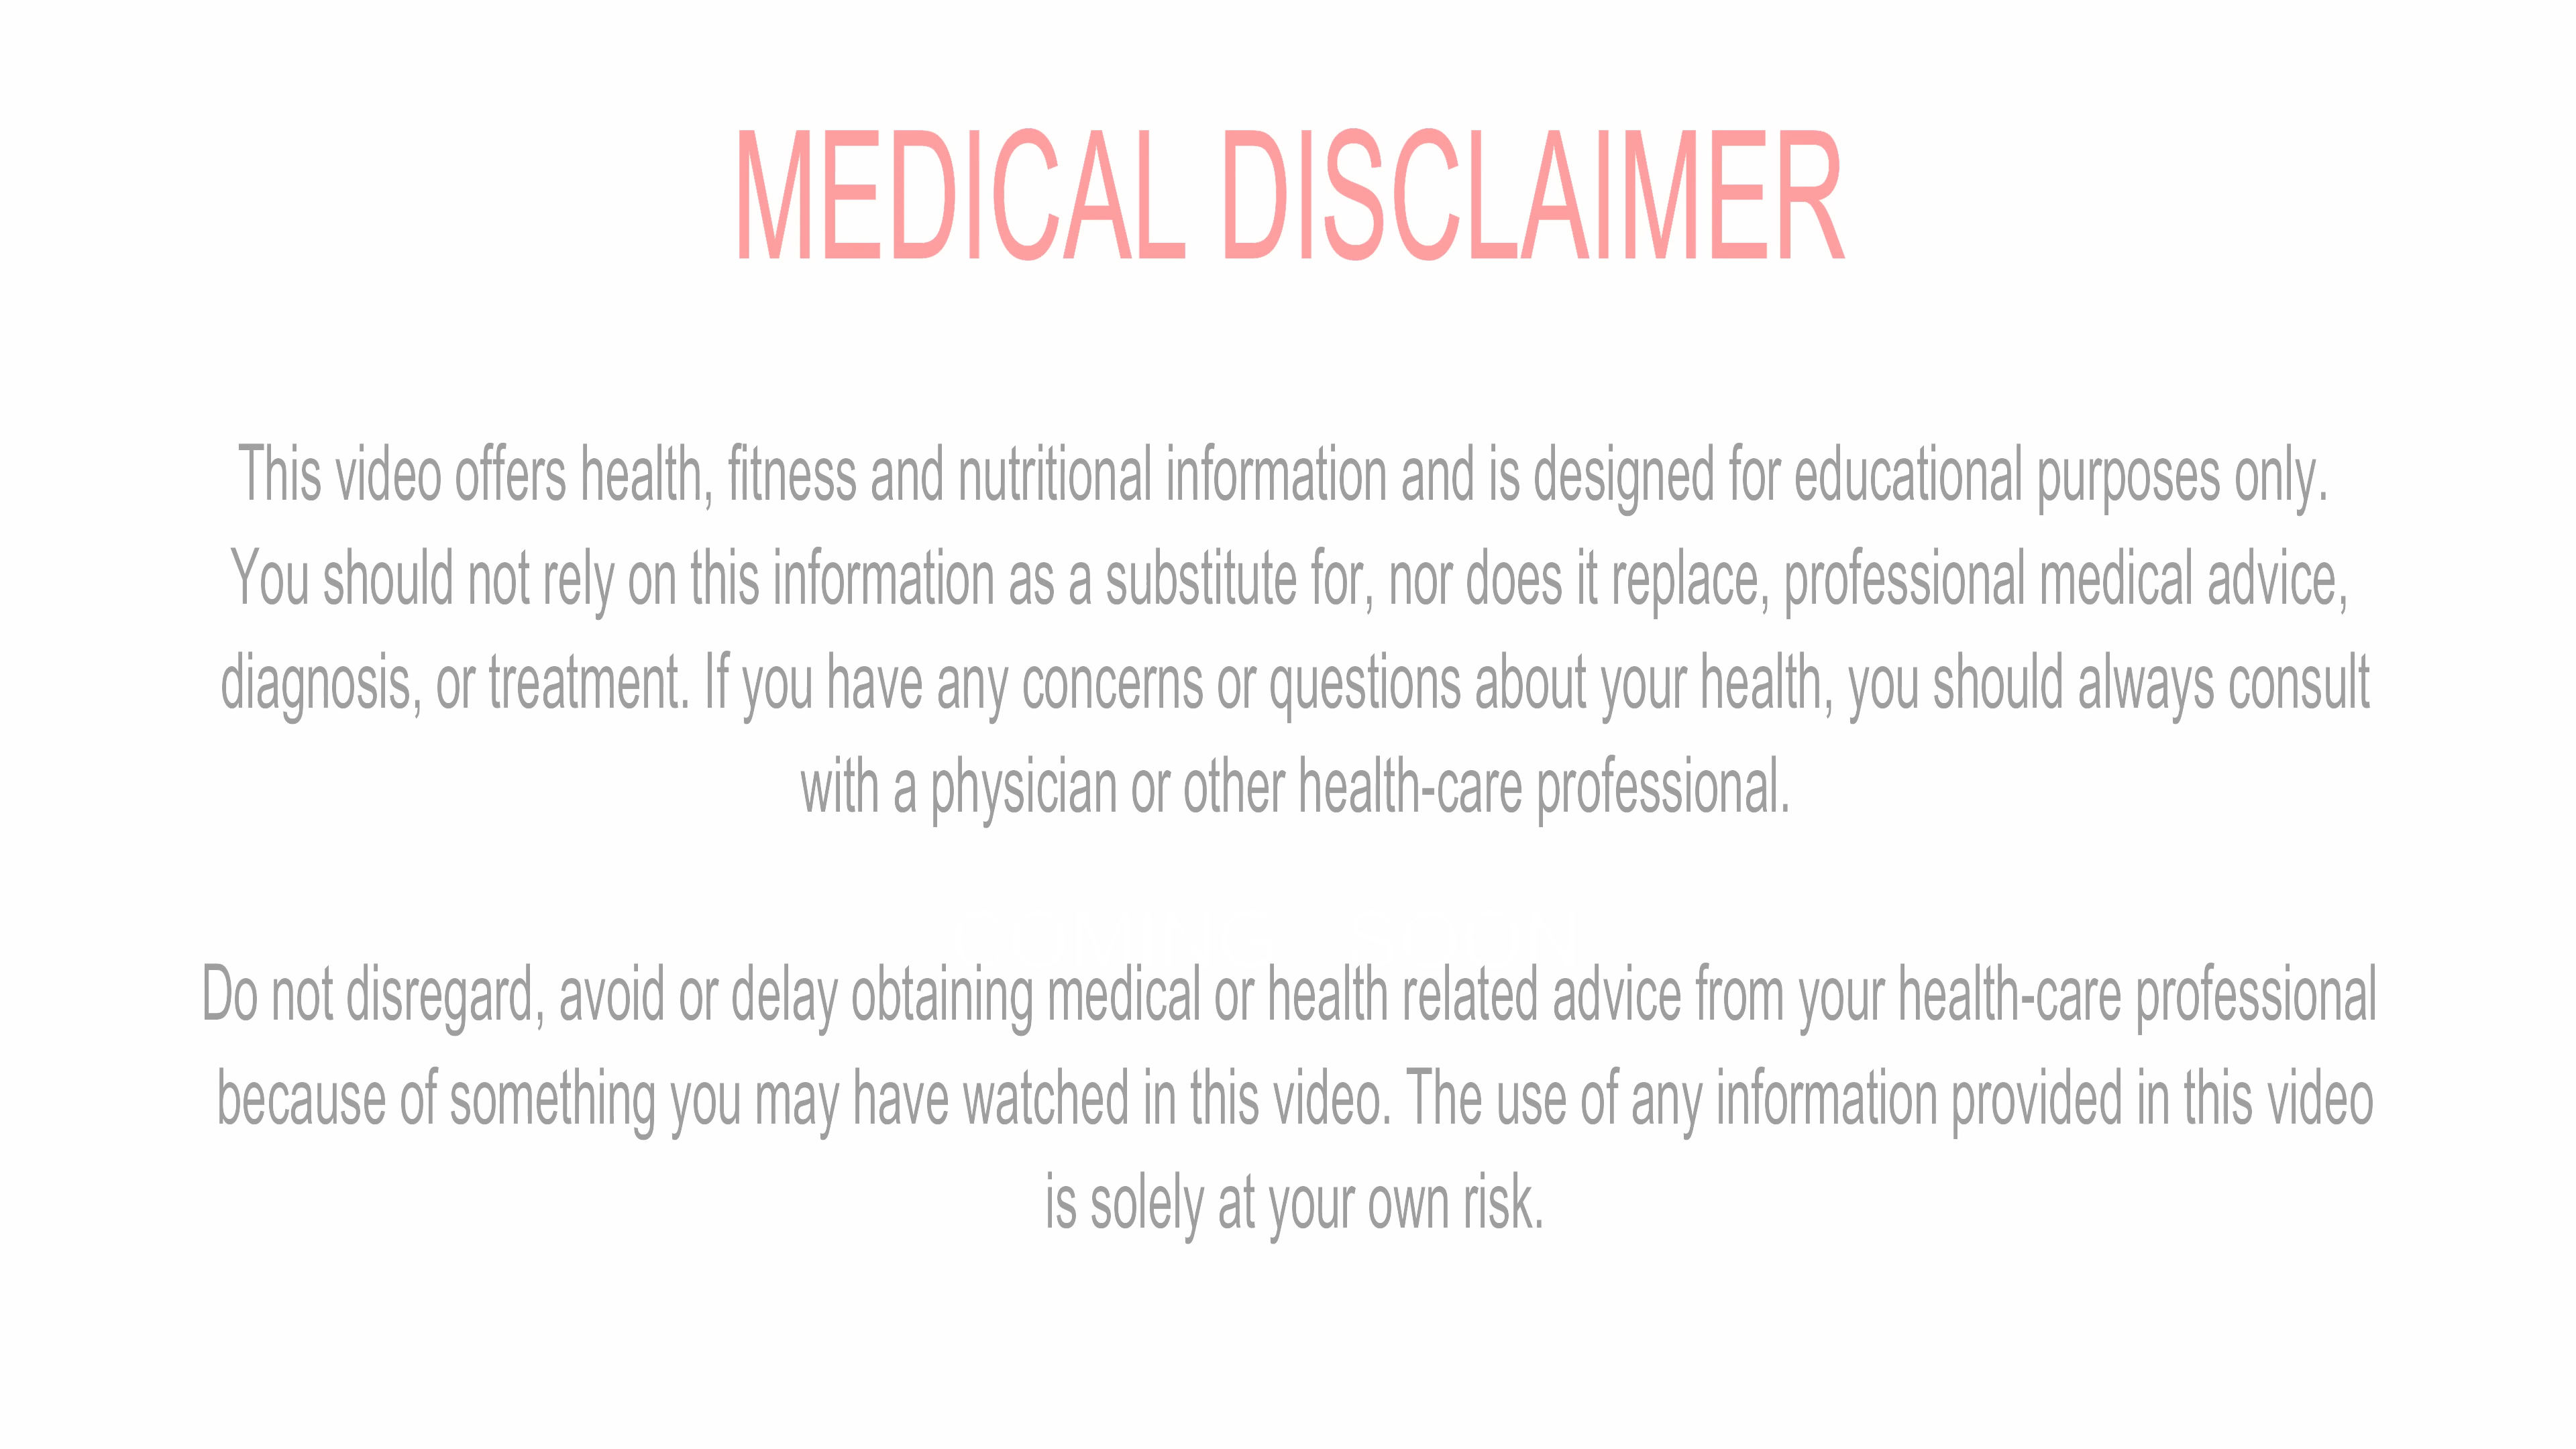 MEDICAL DISCLAIMER
This video offers health, fitness and nutritional information and is designed for educational purposes only.
You should not rely on this information as a substitute for, nor does it replace, professional medical advice,
diagnosis, or treatment. If you have any concerns or questions about your health, you should always consult
with a physician or other health-care professional.
Do not disregard, avoid or delay obtaining medical or health related advice from your health-care professional
because of something you may have watched in this video. The use of any information provided in this video
is solely at your own risk.